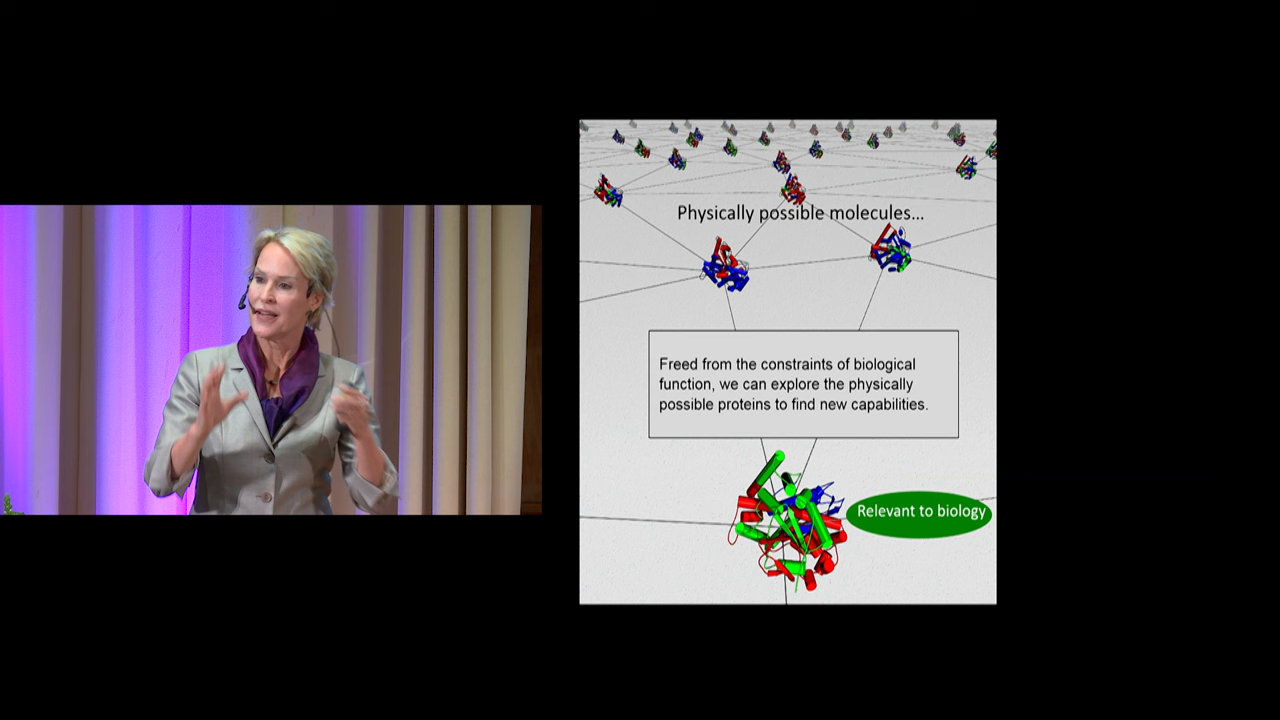 Physically possible molecules...
Freed from the constraints of biological
function, we can explore the physically
possible proteins to find new capabilities.
Relevant to biology